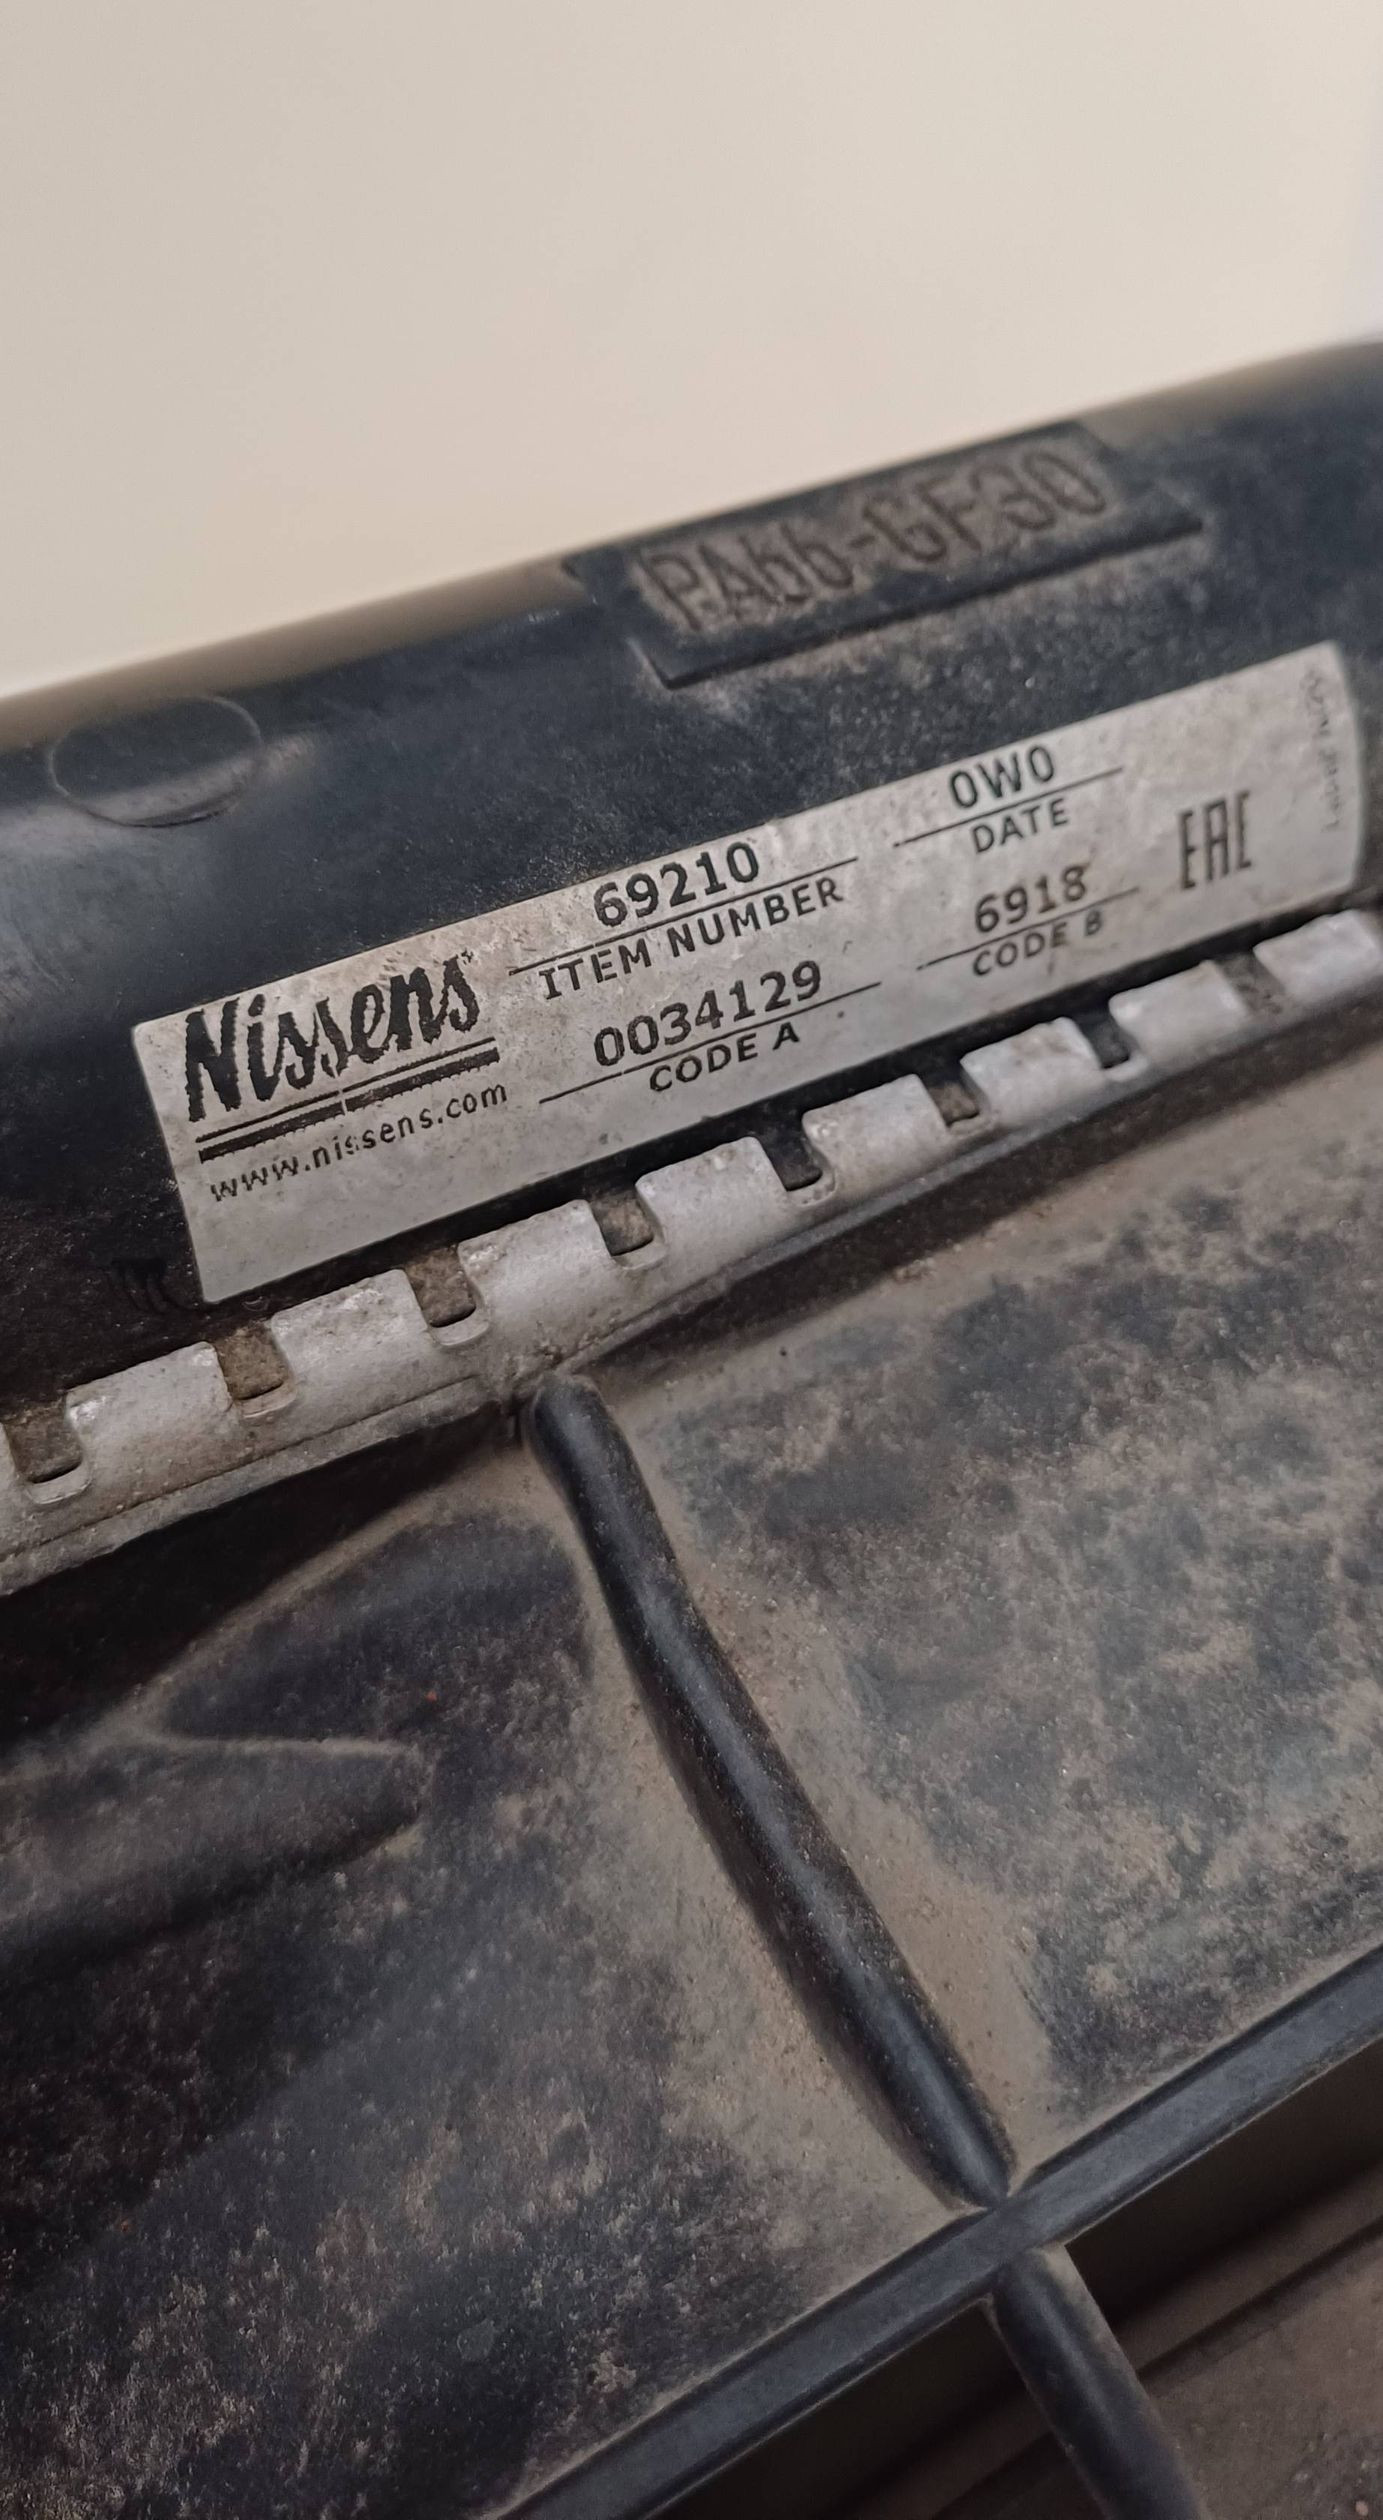 PA66-GF30
Nissens
www.nissens.com
69210
ITEM NUMBER
0034129
CODE A
0W0
DATE
6918
CODE B
EAC